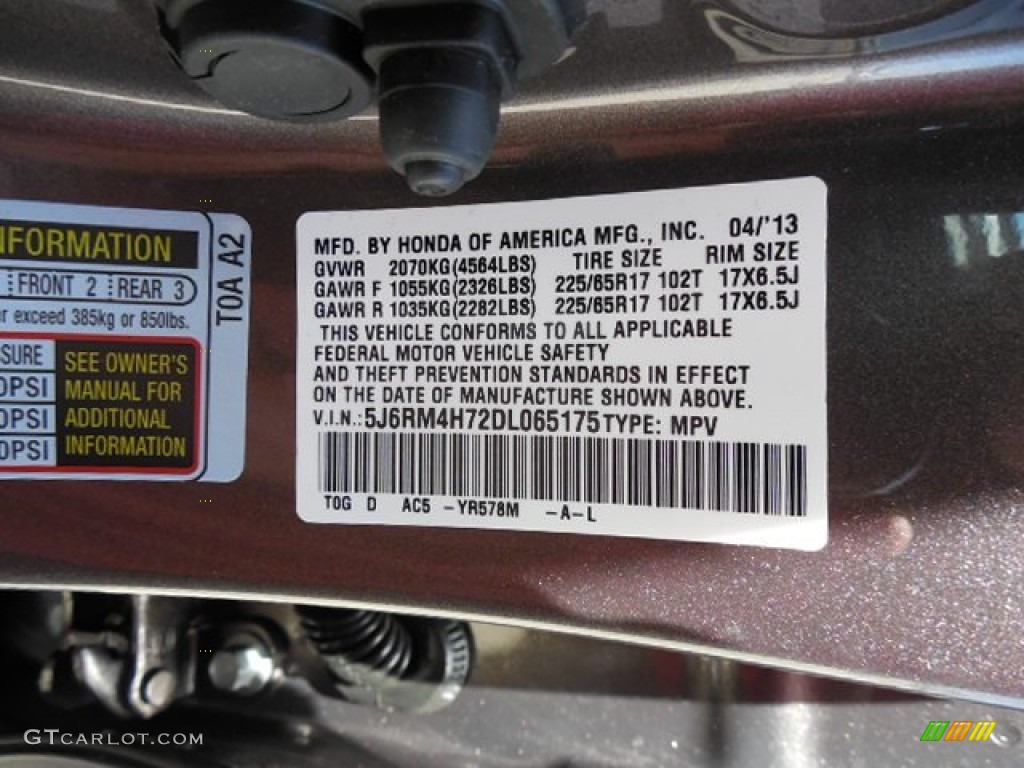 NFORMATION
FRONT 2 REAR 3
r exceed 385kg or 850lbs.
SSURE
0PSI
0PSI
0PSI
SEE OWNER'S
MANUAL FOR
ADDITIONAL
INFORMATION
T0A A2
MFD. BY HONDA OF AMERICA MFG., INC. 04/'13
GVWR 2070KG(4564LBS) TIRE SIZE RIM SIZE
GAWR F 1055KG(2326LBS) 225/65R17 102T 17X6.5J
GAWR R 1035KG(2282LBS) 225/65R17 102T 17X6.5J
THIS VEHICLE CONFORMS TO ALL APPLICABLE
FEDERAL MOTOR VEHICLE SAFETY
AND THEFT PREVENTION STANDARDS IN EFFECT
ON THE DATE OF MANUFACTURE SHOWN ABOVE.
V.I.N.: 5J6RM4H72DL065175 TYPE: MPV
T0G D AC5 -YR578M -A-L
GTCARLOT.COM